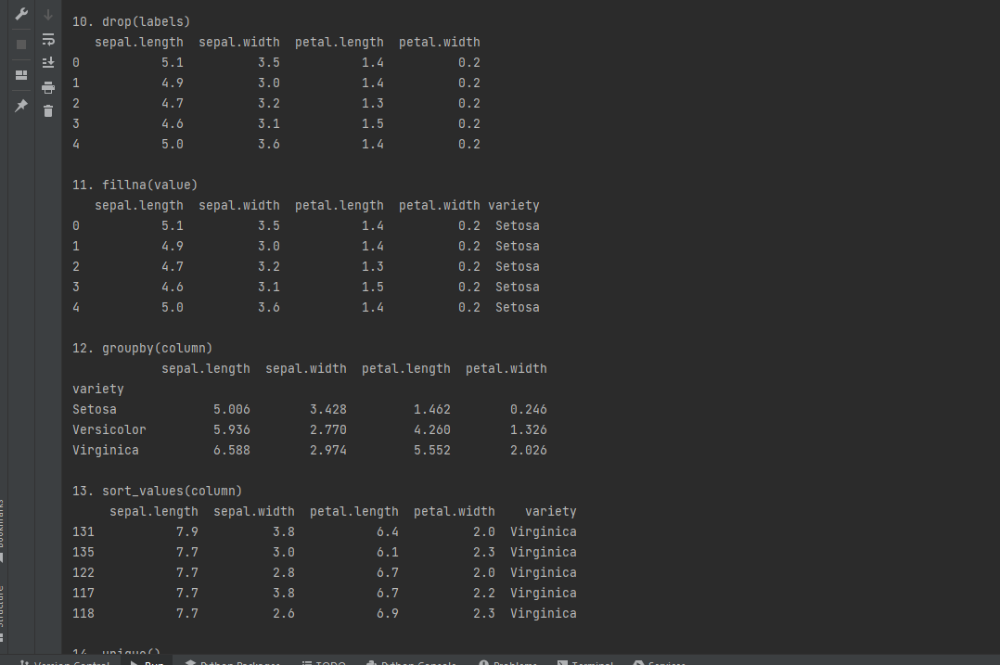 10. drop(labels)
   sepal.length  sepal.width  petal.length  petal.width
0           5.1          3.5           1.4          0.2
1           4.9          3.0           1.4          0.2
2           4.7          3.2           1.3          0.2
3           4.6          3.1           1.5          0.2
4           5.0          3.6           1.4          0.2
11. fillna(value)
   sepal.length  sepal.width  petal.length  petal.width variety
0           5.1          3.5           1.4          0.2  Setosa
1           4.9          3.0           1.4          0.2  Setosa
2           4.7          3.2           1.3          0.2  Setosa
3           4.6          3.1           1.5          0.2  Setosa
4           5.0          3.6           1.4          0.2  Setosa
12. groupby(column)
            sepal.length  sepal.width  petal.length  petal.width
variety
Setosa             5.006        3.428         1.462        0.246
Versicolor         5.936        2.770         4.260        1.326
Virginica          6.588        2.974         5.552        2.026
13. sort_values(column)
     sepal.length  sepal.width  petal.length  petal.width    variety
131           7.9          3.8           6.4          2.0  Virginica
135           7.7          3.0           6.1          2.3  Virginica
122           7.7          2.8           6.7          2.0  Virginica
117           7.7          3.8           6.7          2.2  Virginica
118           7.7          2.6           6.9          2.3  Virginica
14. unique()
Bookmarks
Structure
Version Control Run Python Packages TODO Python Console Problems Terminal Services